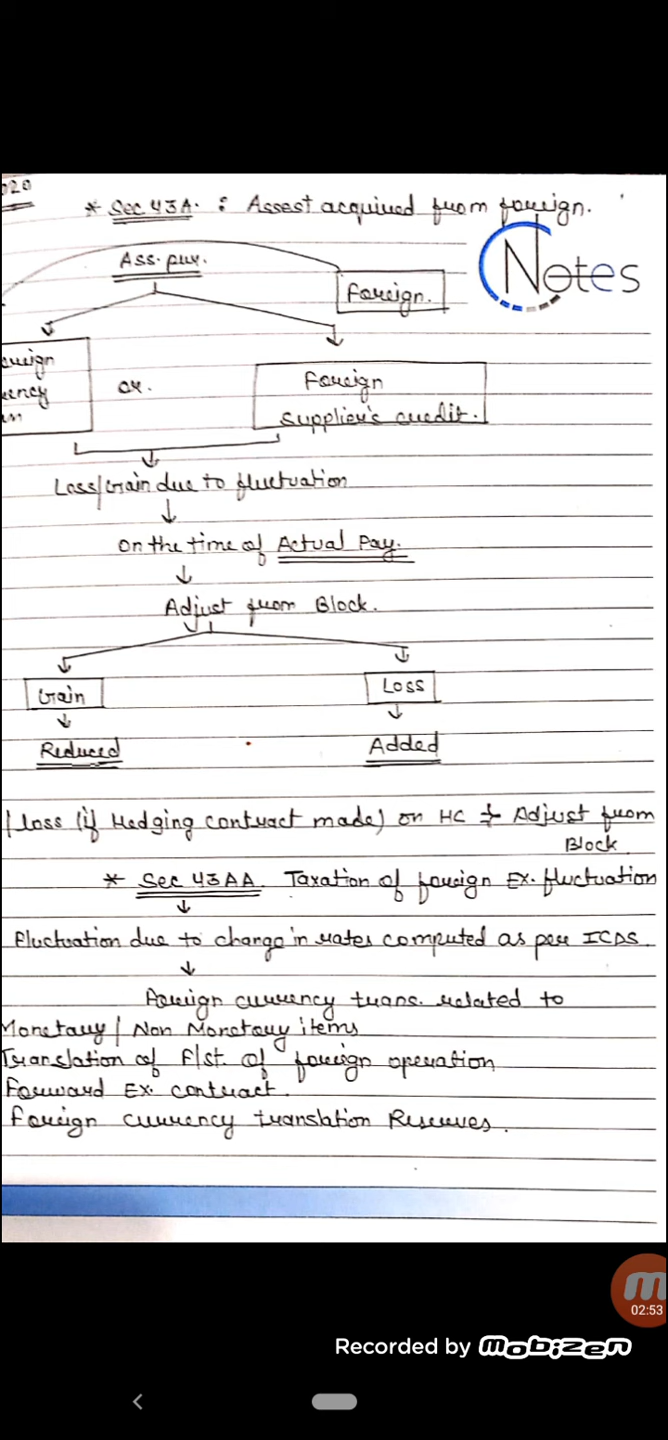 020
* Sec 43A. : Assest acquired from foreign.
Ass. pur.
Foreign.
Notes
or.
Foreign
supplier's credit.
Loss/Gain due to fluctuation
On the time of Actual Pay.
Adjust from Block.
Gain
Loss
Reduced
Added
/Loss (if Hedging contract made) on HC Adjust from
Block
* Sec 43AA. Taxation of foreign Ex. fluctuation
Fluctuation due to change in rates computed as per ICDS.
Foreign currency trans. related to
Monetary / Non Monetary items
Translation of F/st. of foreign operation
Forward Ex. contract.
Foreign currency translation Reserves.
02:53
Recorded by Mobizen